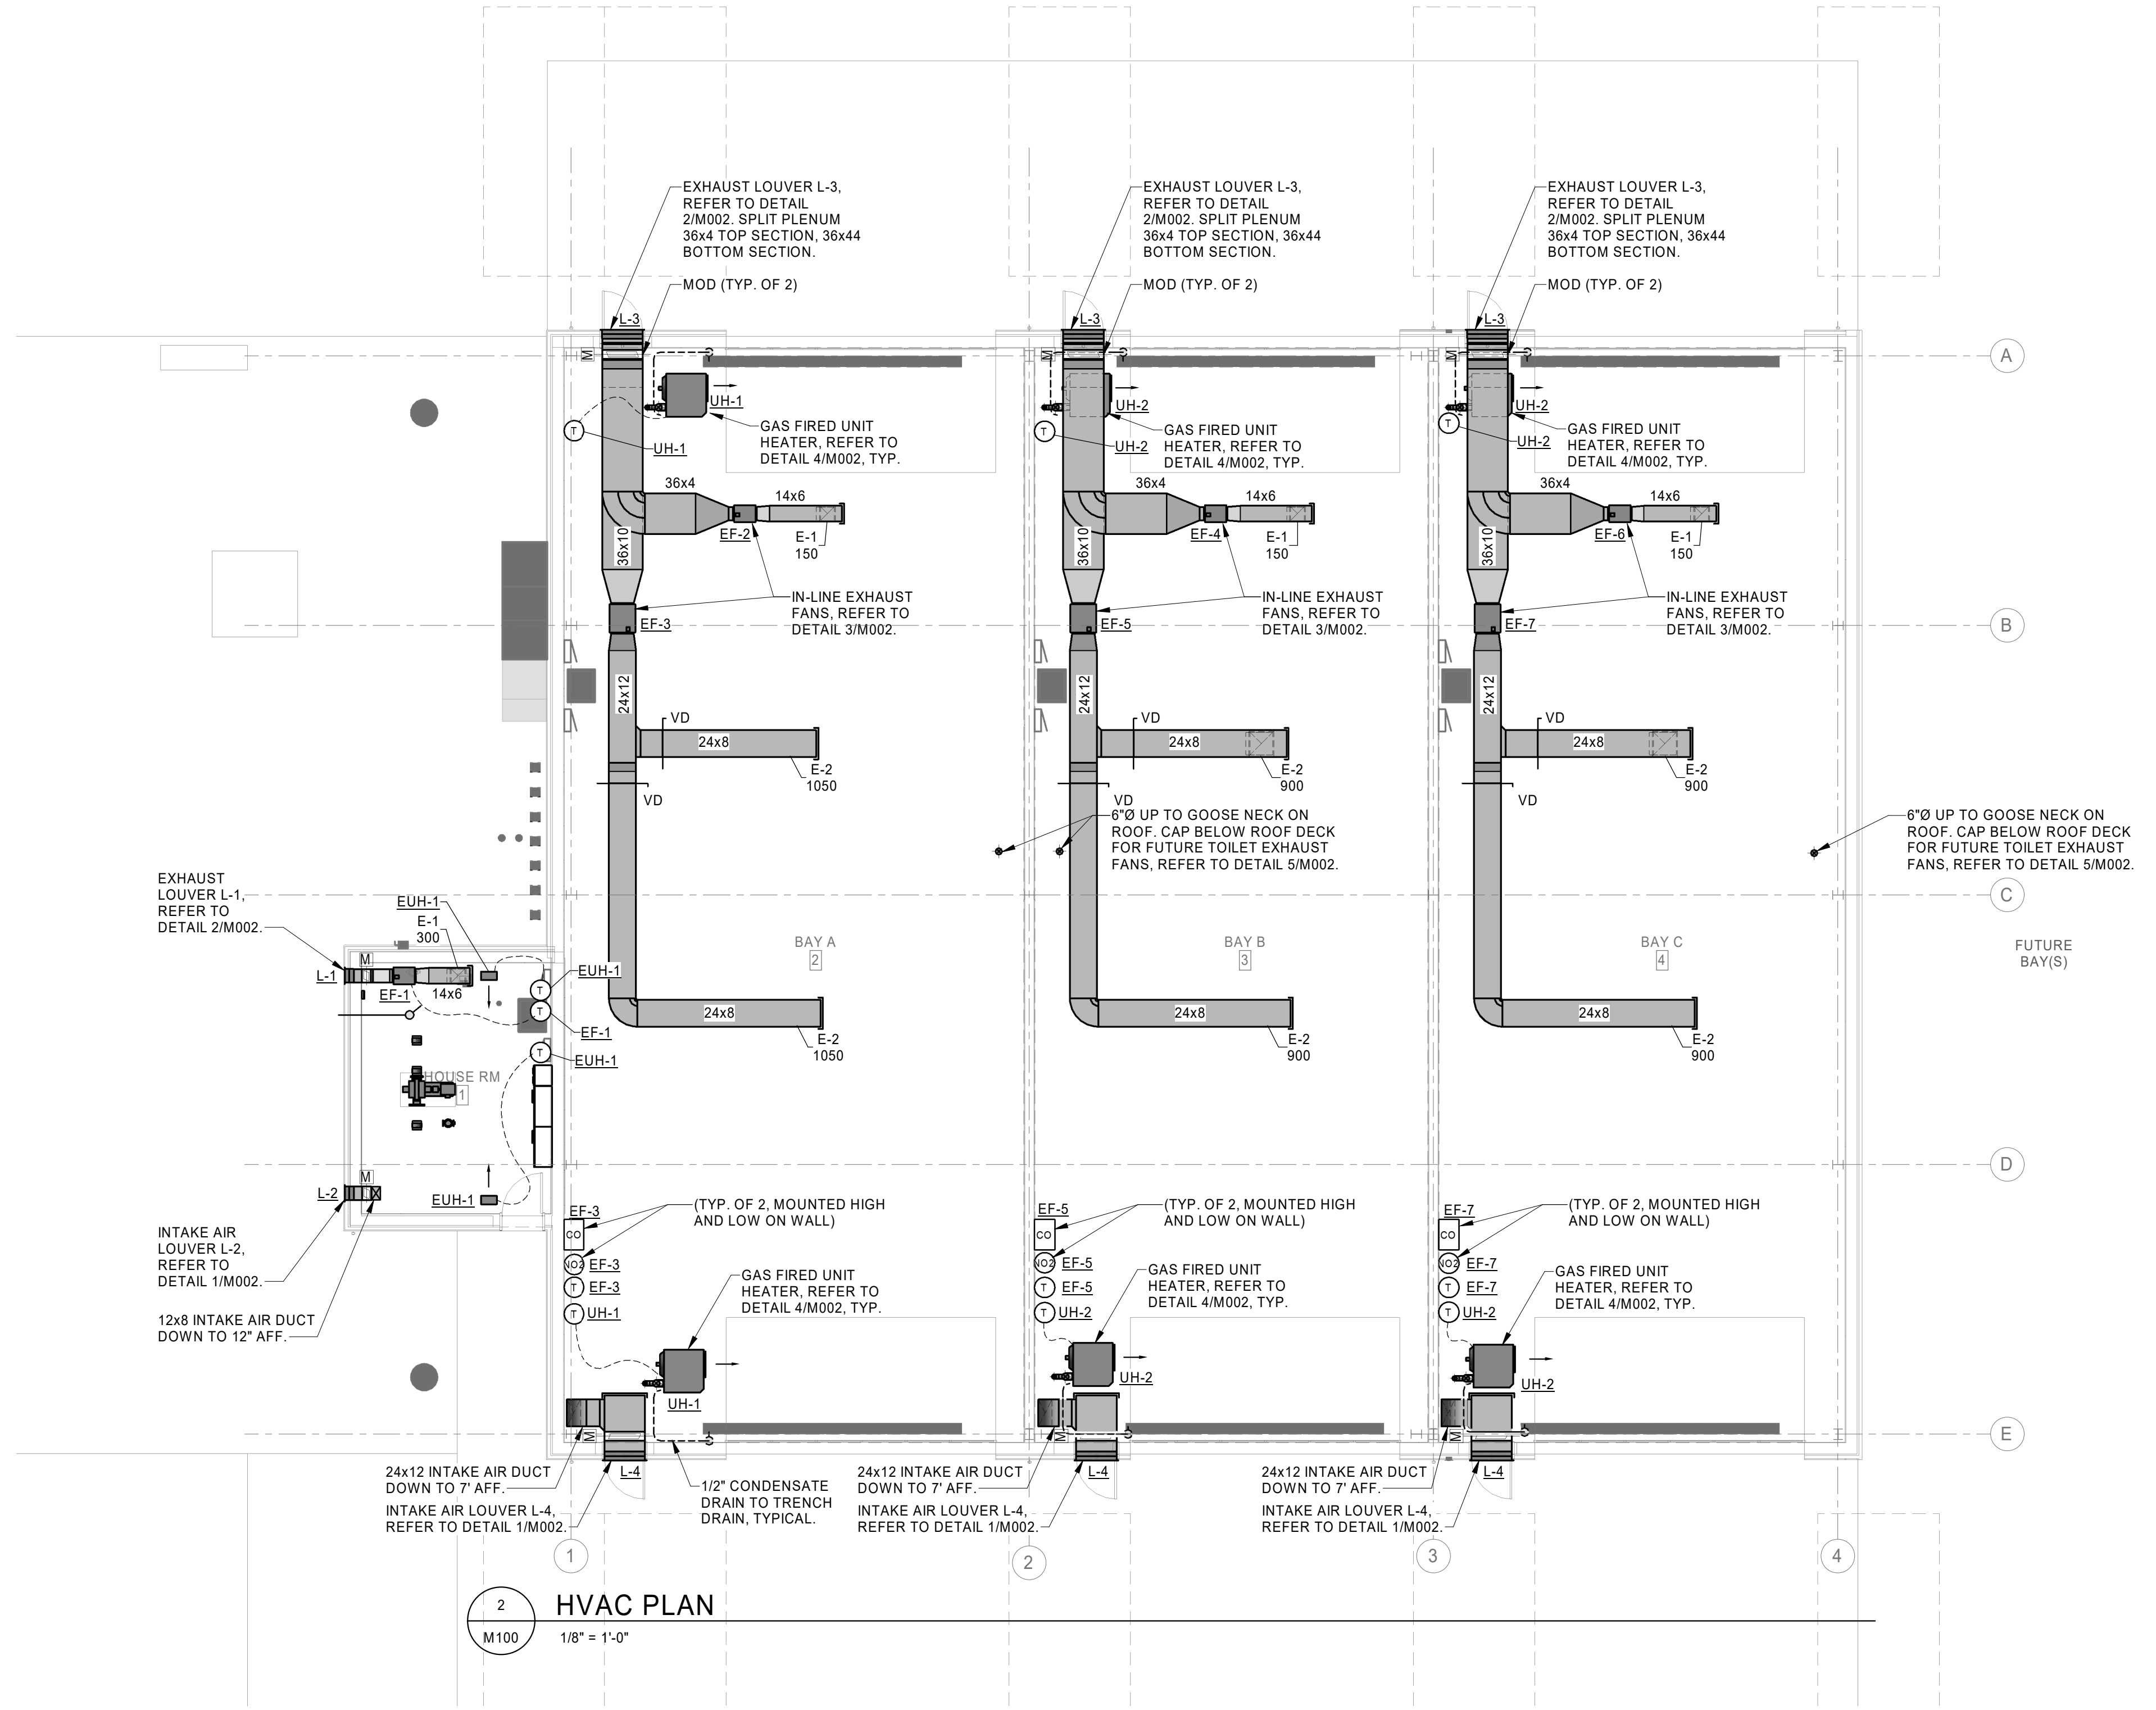 EXHAUST LOUVER L-3,
REFER TO DETAIL
2/M002. SPLIT PLENUM
36x4 TOP SECTION, 36x44
BOTTOM SECTION.
MOD (TYP. OF 2)
EXHAUST LOUVER L-3,
REFER TO DETAIL
2/M002. SPLIT PLENUM
36x4 TOP SECTION, 36x44
BOTTOM SECTION.
MOD (TYP. OF 2)
EXHAUST LOUVER L-3,
REFER TO DETAIL
2/M002. SPLIT PLENUM
36x4 TOP SECTION, 36x44
BOTTOM SECTION.
MOD (TYP. OF 2)
L-3
L-3
L-3
M
M
M
A
UH-1
UH-2
UH-2
T
UH-1
GAS FIRED UNIT
HEATER, REFER TO
DETAIL 4/M002, TYP.
T
UH-2
GAS FIRED UNIT
HEATER, REFER TO
DETAIL 4/M002, TYP.
T
UH-2
GAS FIRED UNIT
HEATER, REFER TO
DETAIL 4/M002, TYP.
36x4
14x6
36x4
14x6
36x4
14x6
36x10
EF-2
E-1
150
36x10
EF-4
E-1
150
36x10
EF-6
E-1
150
IN-LINE EXHAUST
FANS, REFER TO
DETAIL 3/M002.
IN-LINE EXHAUST
FANS, REFER TO
DETAIL 3/M002.
IN-LINE EXHAUST
FANS, REFER TO
DETAIL 3/M002.
EF-3
EF-5
EF-7
B
24x12
24x12
24x12
VD
VD
VD
24x8
24x8
24x8
E-2
1050
E-2
900
E-2
900
VD
VD
VD
6"Ø UP TO GOOSE NECK ON
ROOF. CAP BELOW ROOF DECK
FOR FUTURE TOILET EXHAUST
FANS, REFER TO DETAIL 5/M002.
6"Ø UP TO GOOSE NECK ON
ROOF. CAP BELOW ROOF DECK
FOR FUTURE TOILET EXHAUST
FANS, REFER TO DETAIL 5/M002.
EXHAUST
LOUVER L-1,
REFER TO
DETAIL 2/M002.
EUH-1
E-1
300
C
BAY A
2
BAY B
3
BAY C
4
FUTURE
BAY(S)
M
L-1
EF-1
14x6
T
EUH-1
T
EF-1
T
EUH-1
24x8
24x8
24x8
E-2
1050
E-2
900
E-2
900
HOUSE RM
1
D
M
L-2
EUH-1
INTAKE AIR
LOUVER L-2,
REFER TO
DETAIL 1/M002.
12x8 INTAKE AIR DUCT
DOWN TO 12" AFF.
EF-3
CO
NO2
EF-3
T
EF-3
T
UH-1
(TYP. OF 2, MOUNTED HIGH
AND LOW ON WALL)
EF-5
CO
NO2
EF-5
T
EF-5
T
UH-2
(TYP. OF 2, MOUNTED HIGH
AND LOW ON WALL)
EF-7
CO
NO2
EF-7
T
EF-7
T
UH-2
(TYP. OF 2, MOUNTED HIGH
AND LOW ON WALL)
GAS FIRED UNIT
HEATER, REFER TO
DETAIL 4/M002, TYP.
GAS FIRED UNIT
HEATER, REFER TO
DETAIL 4/M002, TYP.
GAS FIRED UNIT
HEATER, REFER TO
DETAIL 4/M002, TYP.
UH-1
UH-2
UH-2
M
M
M
E
L-4
L-4
L-4
24x12 INTAKE AIR DUCT
DOWN TO 7' AFF.
INTAKE AIR LOUVER L-4,
REFER TO DETAIL 1/M002.
1/2" CONDENSATE
DRAIN TO TRENCH
DRAIN, TYPICAL.
24x12 INTAKE AIR DUCT
DOWN TO 7' AFF.
INTAKE AIR LOUVER L-4,
REFER TO DETAIL 1/M002.
24x12 INTAKE AIR DUCT
DOWN TO 7' AFF.
INTAKE AIR LOUVER L-4,
REFER TO DETAIL 1/M002.
1
2
3
4
2
M100
HVAC PLAN
1/8" = 1'-0"